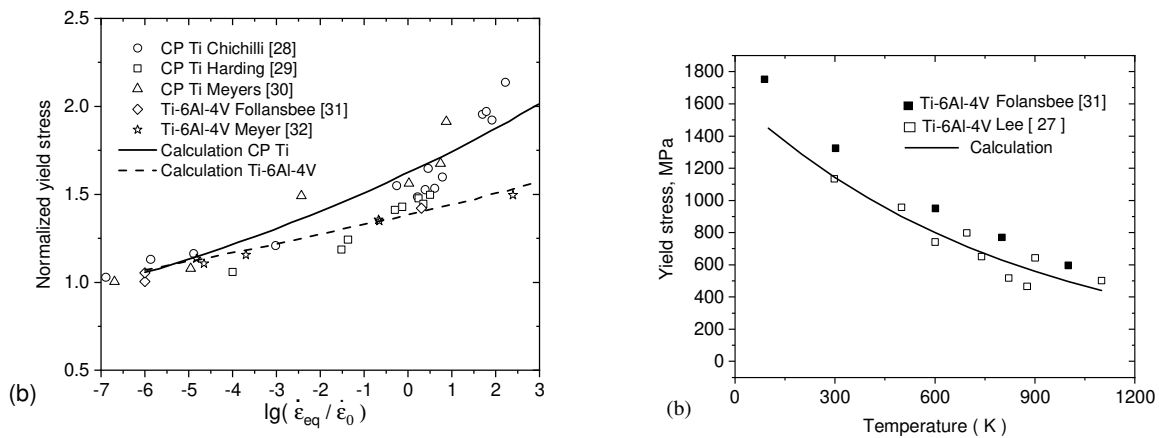 2.5
2.0
1.5
1.0
0.5
Normalized yield stress
CP Ti Chichilli [28]
CP Ti Harding [29]
CP Ti Meyers [30]
Ti-6Al-4V Follansbee [31]
Ti-6Al-4V Meyer [32]
Calculation CP Ti
Calculation Ti-6Al-4V
-7 -6 -5 -4 -3 -2 -1 0 1 2 3
(b)
lg( ε̇eq / ε̇0 )
1800
1600
1400
1200
1000
800
600
400
200
0
Yield stress, MPa
Ti-6Al-4V Folansbee [31]
Ti-6Al-4V Lee [ 27 ]
Calculation
0 300 600 900 1200
(b)
Temperature ( K )